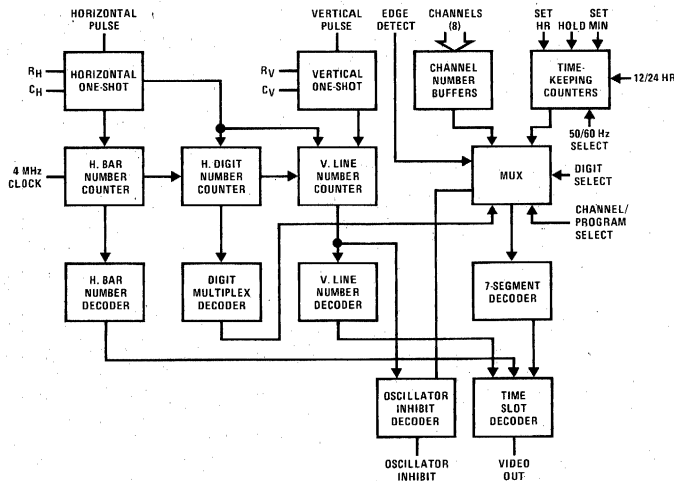 HORIZONTAL
PULSE
VERTICAL
PULSE
EDGE
DETECT
CHANNELS
(8)
SET
HR
HOLD
SET
MIN
RH
CH
HORIZONTAL
ONE-SHOT
RV
CV
VERTICAL
ONE-SHOT
CHANNEL
NUMBER
BUFFERS
TIME-
KEEPING
COUNTERS
12/24 HR
50/60 Hz
SELECT
4 MHz
CLOCK
H. BAR
NUMBER
COUNTER
H. DIGIT
NUMBER
COUNTER
V. LINE
NUMBER
COUNTER
MUX
DIGIT
SELECT
CHANNEL/
PROGRAM
SELECT
H. BAR
NUMBER
DECODER
DIGIT
MULTIPLEX
DECODER
V. LINE
NUMBER
DECODER
7-SEGMENT
DECODER
OSCILLATOR
INHIBIT
DECODER
TIME
SLOT
DECODER
OSCILLATOR
INHIBIT
VIDEO
OUT